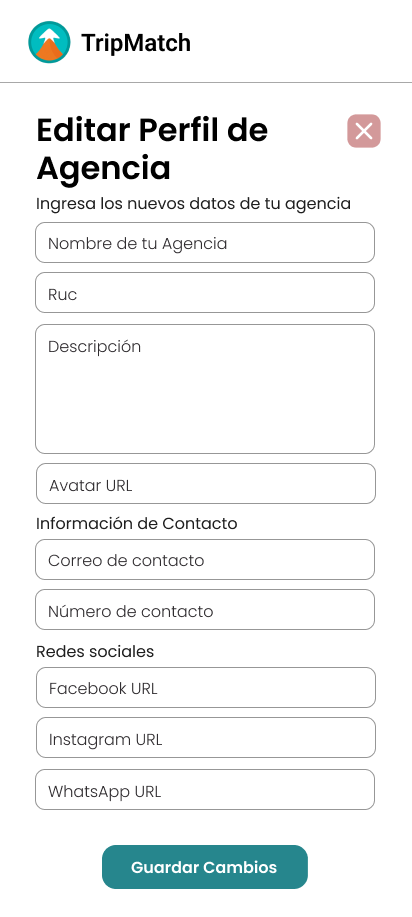 TripMatch
Editar Perfil de
Agencia
Ingresa los nuevos datos de tu agencia
Nombre de tu Agencia
Ruc
Descripción
Avatar URL
Información de Contacto
Correo de contacto
Número de contacto
Redes sociales
Facebook URL
Instagram URL
WhatsApp URL
Guardar Cambios